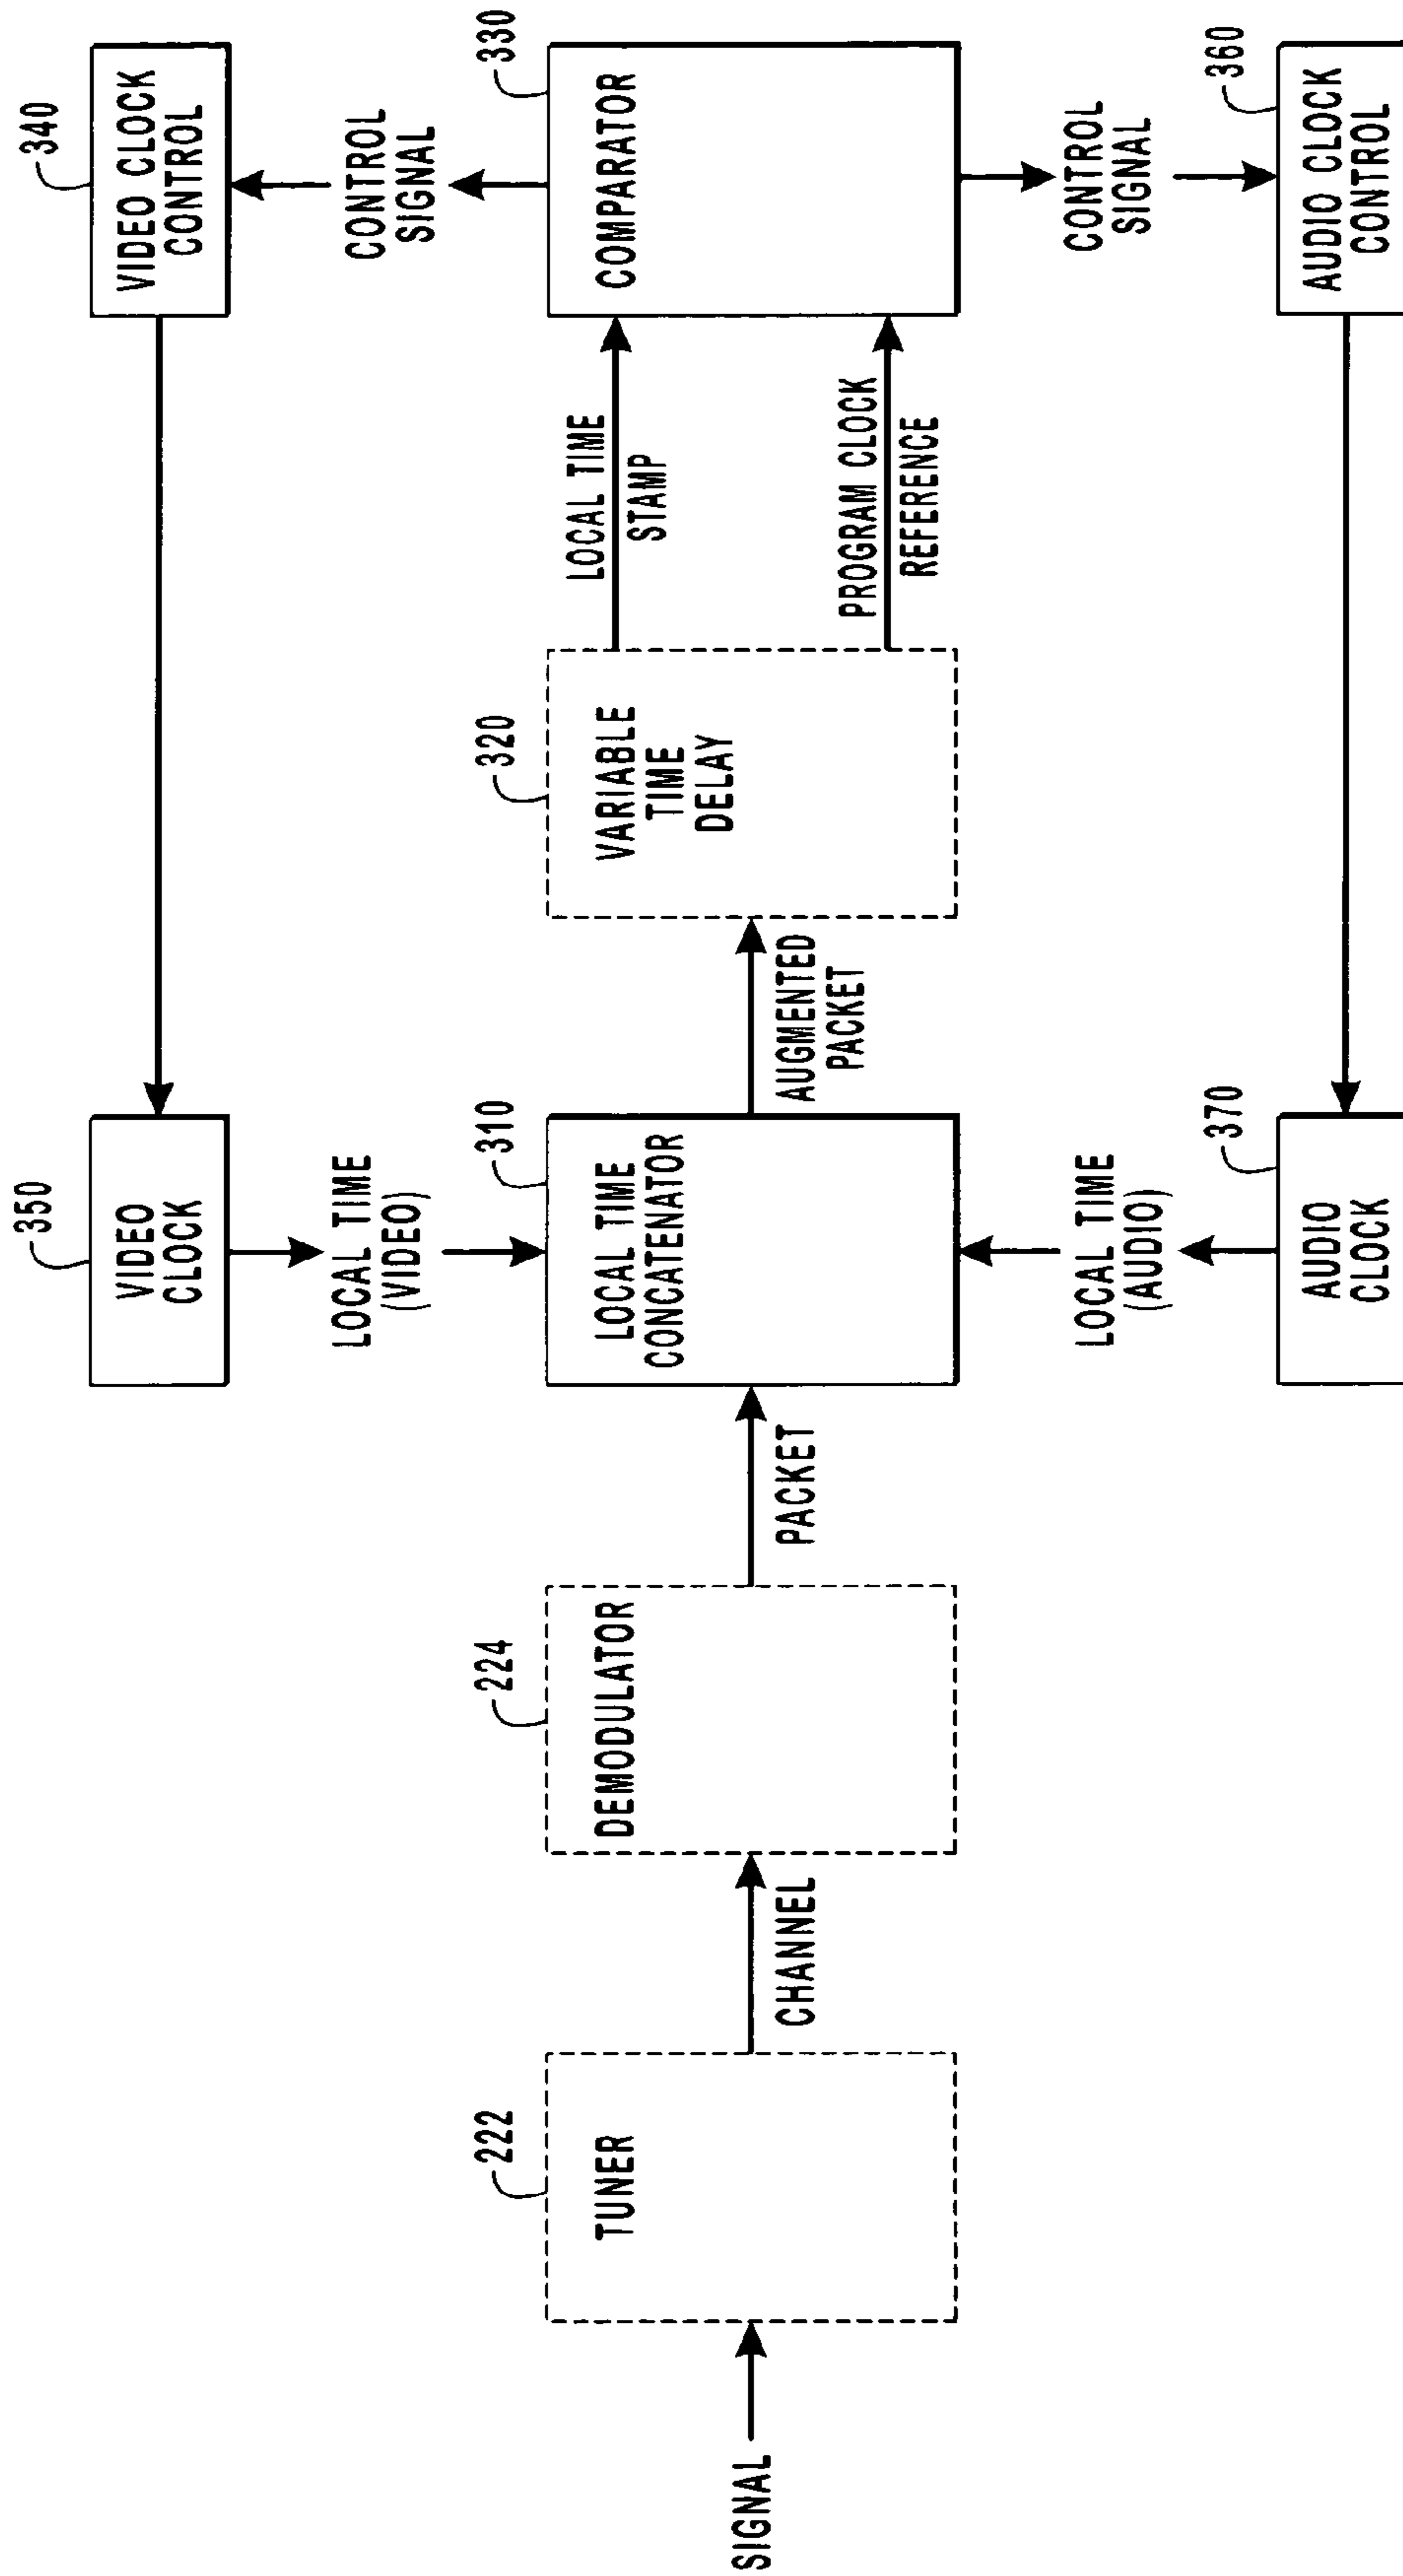 350
VIDEO
CLOCK
340
VIDEO CLOCK
CONTROL
LOCAL TIME
(VIDEO)
CONTROL
SIGNAL
SIGNAL
222
TUNER
CHANNEL
224
DEMODULATOR
PACKET
310
LOCAL TIME
CONCATENATOR
AUGMENTED
PACKET
320
VARIABLE
TIME
DELAY
LOCAL TIME
STAMP
PROGRAM CLOCK
REFERENCE
330
COMPARATOR
LOCAL TIME
(AUDIO)
CONTROL
SIGNAL
370
AUDIO
CLOCK
360
AUDIO CLOCK
CONTROL